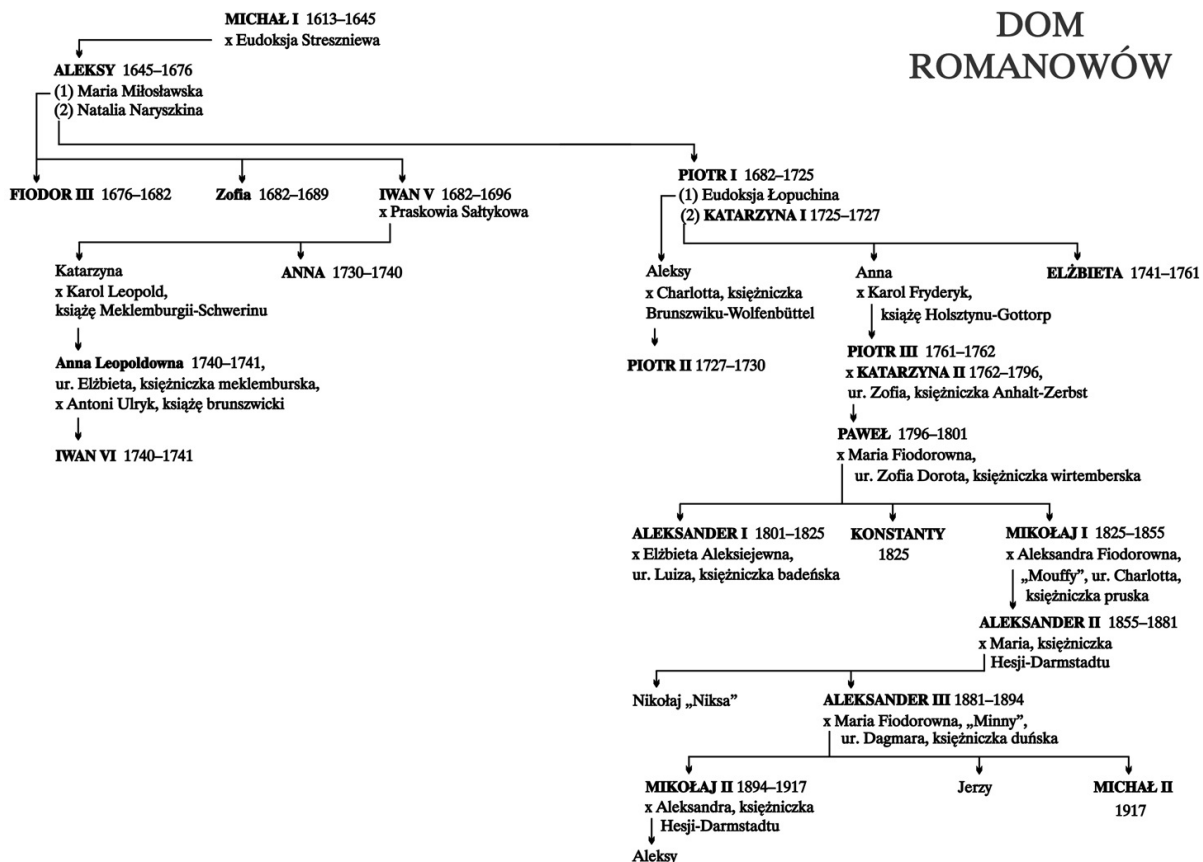 DOM
ROMANOWÓW
MICHAŁ I 1613–1645
x Eudoksja Streszniewa
ALEKSY 1645–1676
(1) Maria Miłosławska
(2) Natalia Naryszkina
FIODOR III 1676–1682
Zofia 1682–1689
IWAN V 1682–1696
x Praskowia Sałtykowa
PIOTR I 1682–1725
(1) Eudoksja Łopuchina
(2) KATARZYNA I 1725–1727
Katarzyna
x Karol Leopold,
książę Meklemburgii-Schwerinu
ANNA 1730–1740
Anna Leopoldowna 1740–1741,
ur. Elżbieta, księżniczka meklemburska,
x Antoni Ulryk, książę brunszwicki
IWAN VI 1740–1741
Aleksy
x Charlotta, księżniczka
Brunszwiku-Wolfenbüttel
PIOTR II 1727–1730
Anna
x Karol Fryderyk,
książę Holsztynu-Gottorp
ELŻBIETA 1741–1761
PIOTR III 1761–1762
x KATARZYNA II 1762–1796,
ur. Zofia, księżniczka Anhalt-Zerbst
PAWEŁ 1796–1801
x Maria Fiodorowna,
ur. Zofia Dorota, księżniczka wirtemberska
ALEKSANDER I 1801–1825
x Elżbieta Aleksiejewna,
ur. Luiza, księżniczka badeńska
KONSTANTY
1825
MIKOŁAJ I 1825–1855
x Aleksandra Fiodorowna,
„Mouffy”, ur. Charlotta,
księżniczka pruska
ALEKSANDER II 1855–1881
x Maria, księżniczka
Hesji-Darmstadtu
Nikołaj „Niksa”
ALEKSANDER III 1881–1894
x Maria Fiodorowna, „Minny”,
ur. Dagmara, księżniczka duńska
MIKOŁAJ II 1894–1917
x Aleksandra, księżniczka
Hesji-Darmstadtu
Jerzy
MICHAŁ II
1917
Aleksy